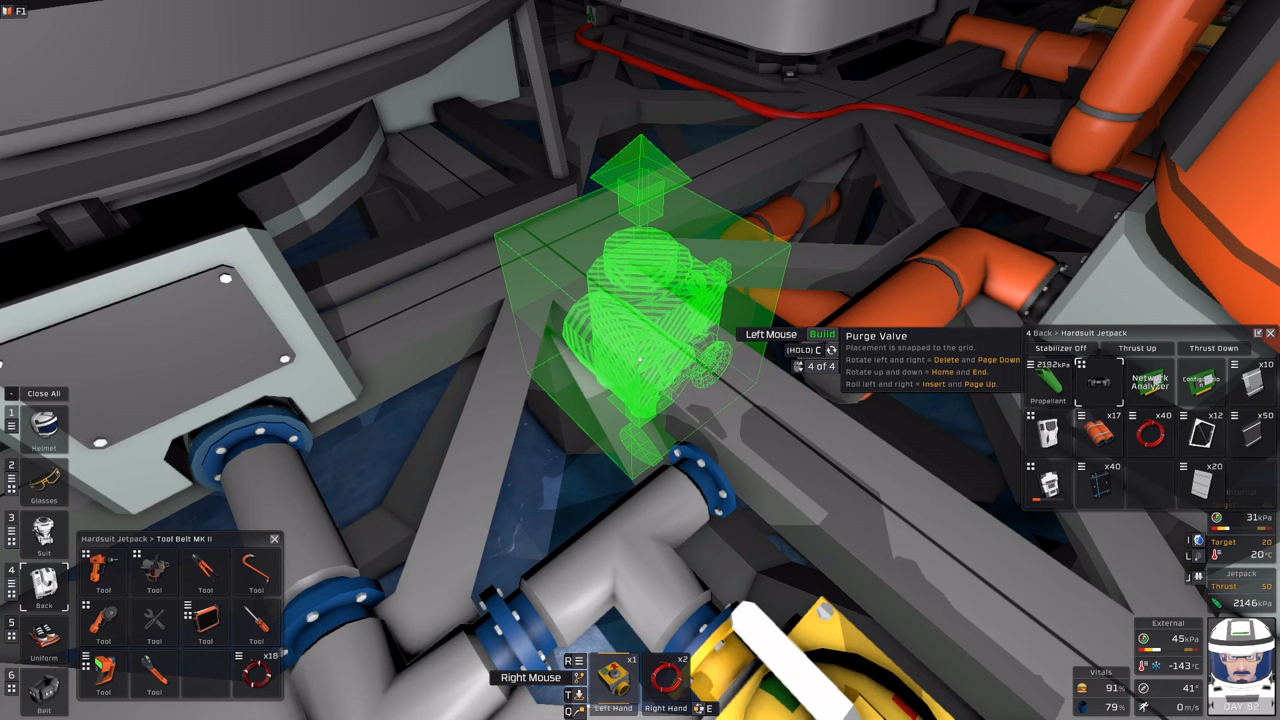 F1
Left Mouse Build
(HOLD) C
4 of 4
Purge Valve
Placement is snapped to the grid.
Rotate left and right = Delete and Page Down
Rotate up and down = Home and End.
Roll left and right = Insert and Page Up.
4 Back > Hardsuit Jetpack
Stabilizer Off Thrust Up Thrust Down
2192kPa
Propellant
Network Analyzer
x10
x17 x40 x12 x50
x40 x20
Close All
1
Helmet
2
Glasses
3
Suit
4
Back
5
Uniform
6
Belt
Hardsuit Jetpack > Tool Belt MK II
Tool Tool Tool Tool
Tool Tool Tool Tool
Tool Tool x18
Right Mouse
R
T
Q
x1
Left Hand
x2
Right Hand
E
31kPa
Target 20
20°C
Jetpack
Thrust 50
2146kPa
External
45kPa
-143°C
41°
0m/s
Vitals
91%
79%
DAY 82